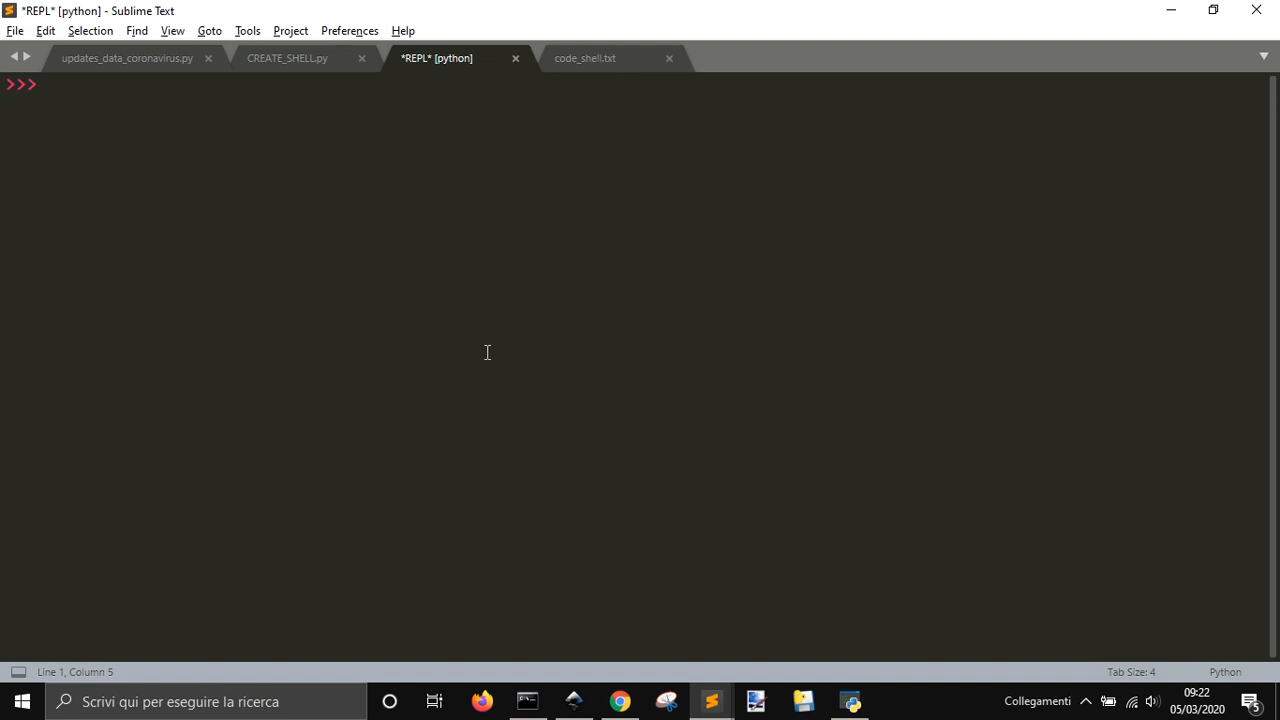 *REPL* [python] - Sublime Text
File Edit Selection Find View Goto Tools Project Preferences Help
updates_data_coronavirus.py CREATE_SHELL.py *REPL* [python] code_shell.txt
>>>
Line 1, Column 5 Tab Size: 4 Python
Scrivi qui per eseguire la ricerca Collegamenti 09:22
05/03/2020 5